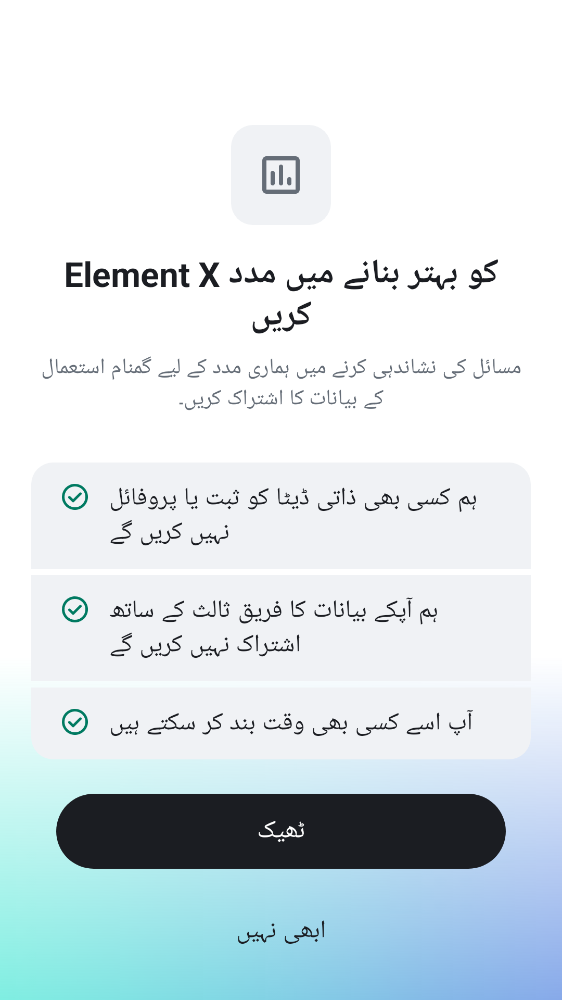 Element X کو بہتر بنانے میں مدد
کریں
مسائل کی نشاندہی کرنے میں ہماری مدد کے لیے گمنام استعمال
کے بیانات کا اشتراک کریں۔
ہم کسی بھی ذاتی ڈیٹا کو ثبت یا پروفائل
نہیں کریں گے
ہم آپکے بیانات کا فریق ثالث کے ساتھ
اشتراک نہیں کریں گے
آپ اسے کسی بھی وقت بند کر سکتے ہیں
ٹھیک
ابھی نہیں